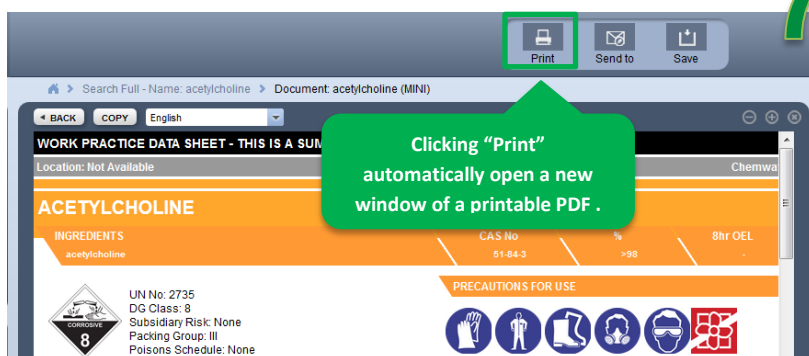 Print Send to Save
> Search Full - Name: acetylcholine > Document: acetylcholine (MINI)
BACK COPY English
WORK PRACTICE DATA SHEET - THIS IS A SUM
Clicking "Print"
automatically open a new
window of a printable PDF .
Location: Not Available
Chemwa
ACETYLCHOLINE
INGREDIENTS CAS No % 8hr OEL
acetylcholine 51-84-3 >98 -
PRECAUTIONS FOR USE
UN No: 2735
DG Class: 8
Subsidiary Risk: None
Packing Group: III
Poisons Schedule: None
CORROSIVE
8